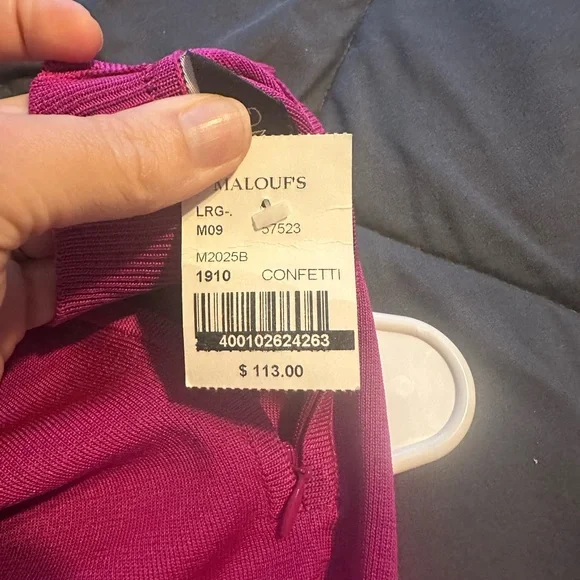 MALOUF'S
LRG-.
M09 57523
M2025B
1910 CONFETTI
400102624263
$ 113.00